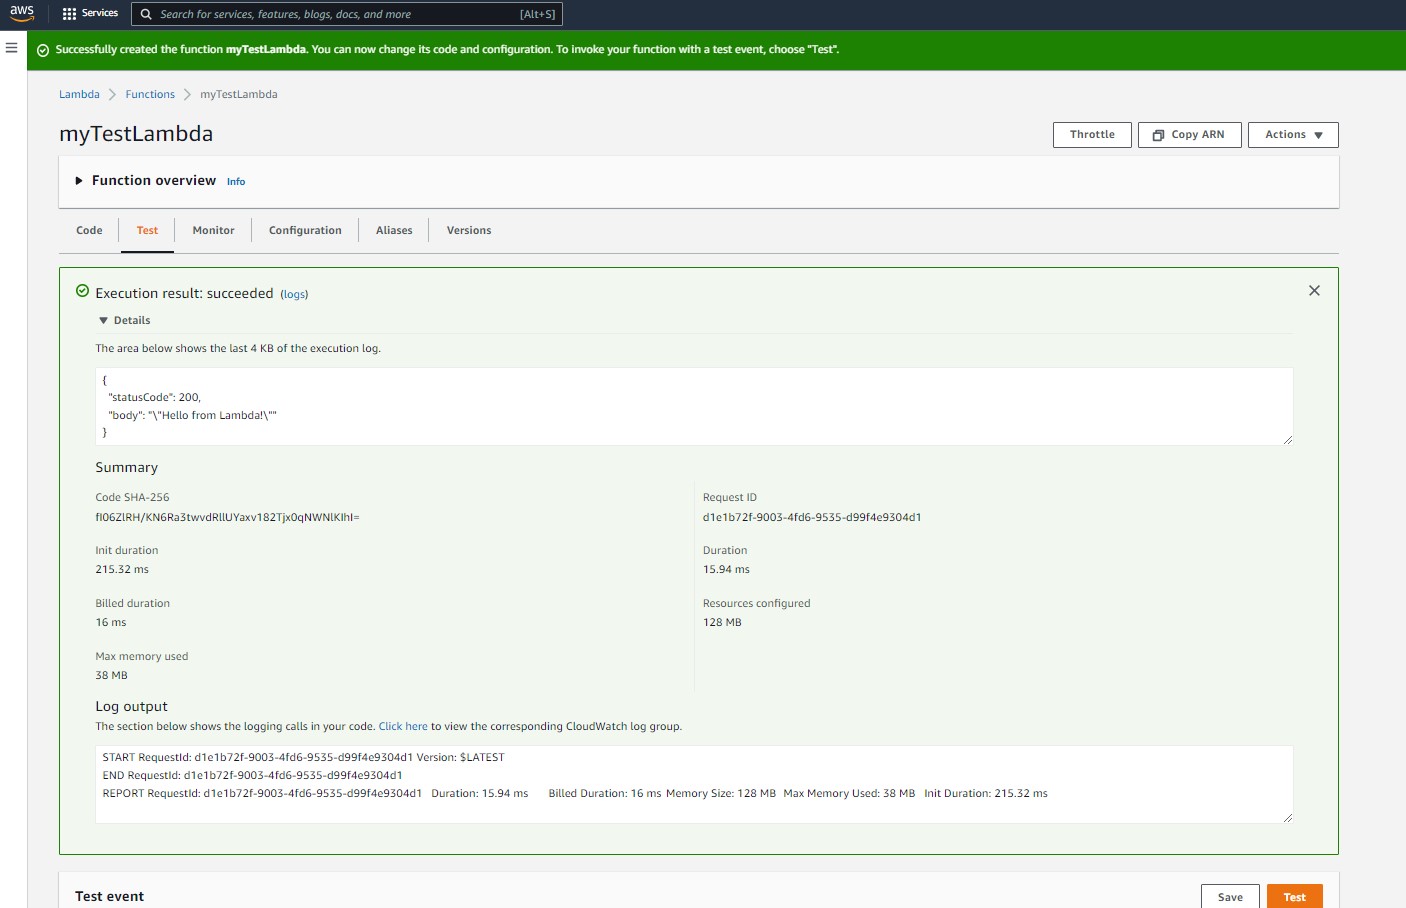 aws Services Search for services, features, blogs, docs, and more [Alt+S]
Successfully created the function myTestLambda. You can now change its code and configuration. To invoke your function with a test event, choose "Test".
Lambda Functions myTestLambda
myTestLambda
Throttle Copy ARN Actions
Function overview Info
Code Test Monitor Configuration Aliases Versions
Execution result: succeeded (logs)
Details
The area below shows the last 4 KB of the execution log.
{
"statusCode": 200,
"body": "\"Hello from Lambda!\""
}
Summary
Code SHA-256 Request ID
d1e1b72f-9003-4fd6-9535-d99f4e9304d1
Init duration Duration
215.32 ms 15.94 ms
Billed duration Resources configured
16 ms 128 MB
Max memory used
38 MB
Log output
The section below shows the logging calls in your code. Click here to view the corresponding CloudWatch log group.
START RequestId: d1e1b72f-9003-4fd6-9535-d99f4e9304d1 Version: $LATEST
END RequestId: d1e1b72f-9003-4fd6-9535-d99f4e9304d1
REPORT RequestId: d1e1b72f-9003-4fd6-9535-d99f4e9304d1 Duration: 15.94 ms Billed Duration: 16 ms Memory Size: 128 MB Max Memory Used: 38 MB Init Duration: 215.32 ms
Test event Save Test